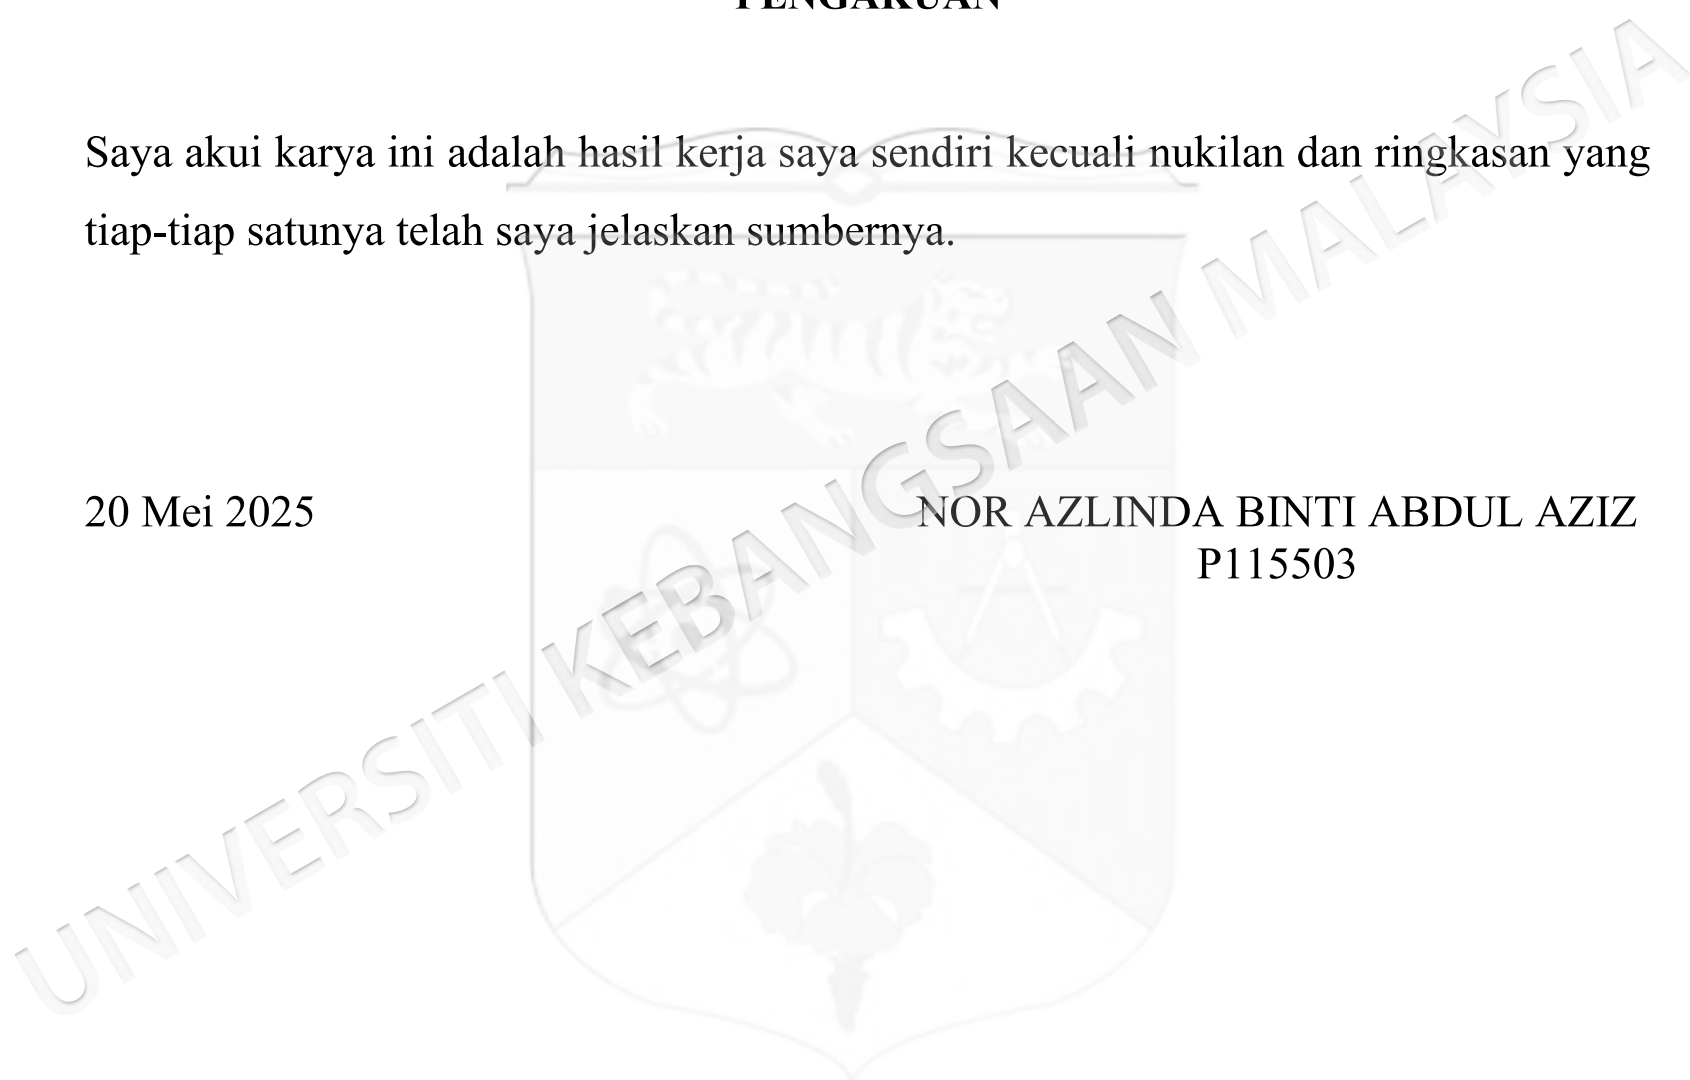 PENGAKUAN
Saya akui karya ini adalah hasil kerja saya sendiri kecuali nukilan dan ringkasan yang
tiap-tiap satunya telah saya jelaskan sumbernya.
20 Mei 2025
NOR AZLINDA BINTI ABDUL AZIZ
P115503
UNIVERSITI KEBANGSAAN MALAYSIA